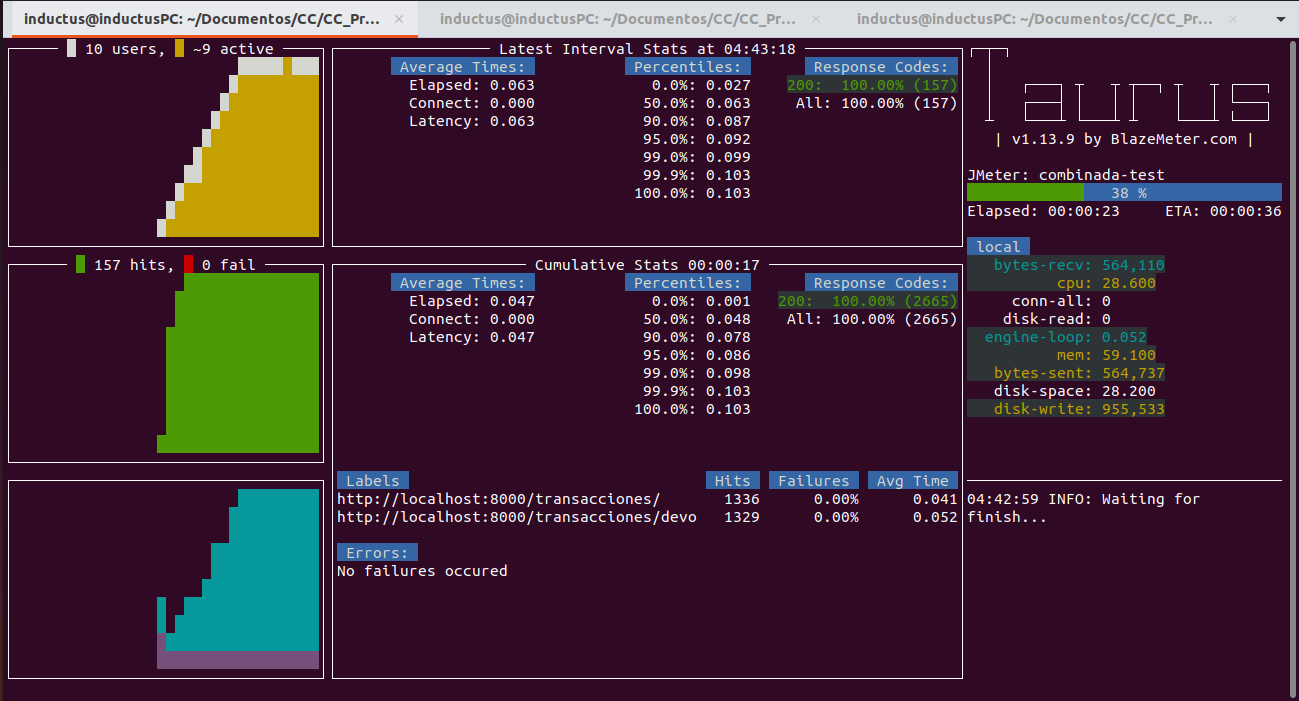 inductus@inductusPC: ~/Documentos/CC/CC_Pr... ×
inductus@inductusPC: ~/Documentos/CC/CC_Pr... ×
inductus@inductusPC: ~/Documentos/CC/CC_Pr... ×
10 users, ~9 active
Latest Interval Stats at 04:43:18
Average Times: Percentiles: Response Codes:
Elapsed: 0.063 0.0%: 0.027 200: 100.00% (157)
Connect: 0.000 50.0%: 0.063 All: 100.00% (157)
Latency: 0.063 90.0%: 0.087
95.0%: 0.092
99.0%: 0.099
99.9%: 0.103
100.0%: 0.103
Taurus
| v1.13.9 by BlazeMeter.com |
JMeter: combinada-test
38 %
Elapsed: 00:00:23 ETA: 00:00:36
157 hits, 0 fail
Cumulative Stats 00:00:17
Average Times: Percentiles: Response Codes:
Elapsed: 0.047 0.0%: 0.001 200: 100.00% (2665)
Connect: 0.000 50.0%: 0.048 All: 100.00% (2665)
Latency: 0.047 90.0%: 0.078
95.0%: 0.086
99.0%: 0.098
99.9%: 0.103
100.0%: 0.103
local
bytes-recv: 564,110
cpu: 28.600
conn-all: 0
disk-read: 0
engine-loop: 0.052
mem: 59.100
bytes-sent: 564,737
disk-space: 28.200
disk-write: 955,533
Labels Hits Failures Avg Time
http://localhost:8000/transacciones/ 1336 0.00% 0.041
http://localhost:8000/transacciones/devo 1329 0.00% 0.052
Errors:
No failures occured
04:42:59 INFO: Waiting for
finish...